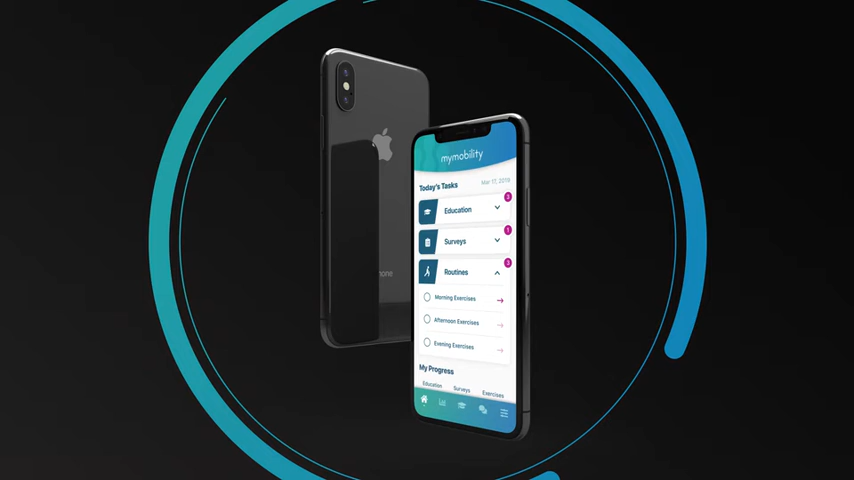 mymobility
Today's Tasks
Mar 17, 2019
Education
3
Surveys
1
Routines
3
Morning Exercises
Afternoon Exercises
Evening Exercises
My Progress
Education
Surveys
Exercises